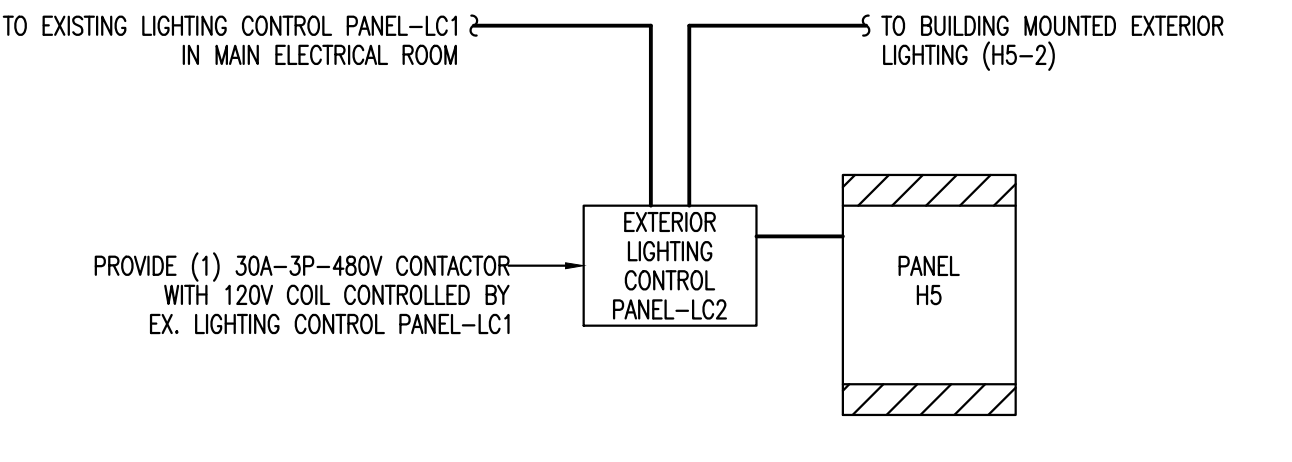 TO EXISTING LIGHTING CONTROL PANEL-LC1
IN MAIN ELECTRICAL ROOM
TO BUILDING MOUNTED EXTERIOR
LIGHTING (H5-2)
PROVIDE (1) 30A-3P-480V CONTACTOR
WITH 120V COIL CONTROLLED BY
EX. LIGHTING CONTROL PANEL-LC1
EXTERIOR
LIGHTING
CONTROL
PANEL-LC2
PANEL
H5